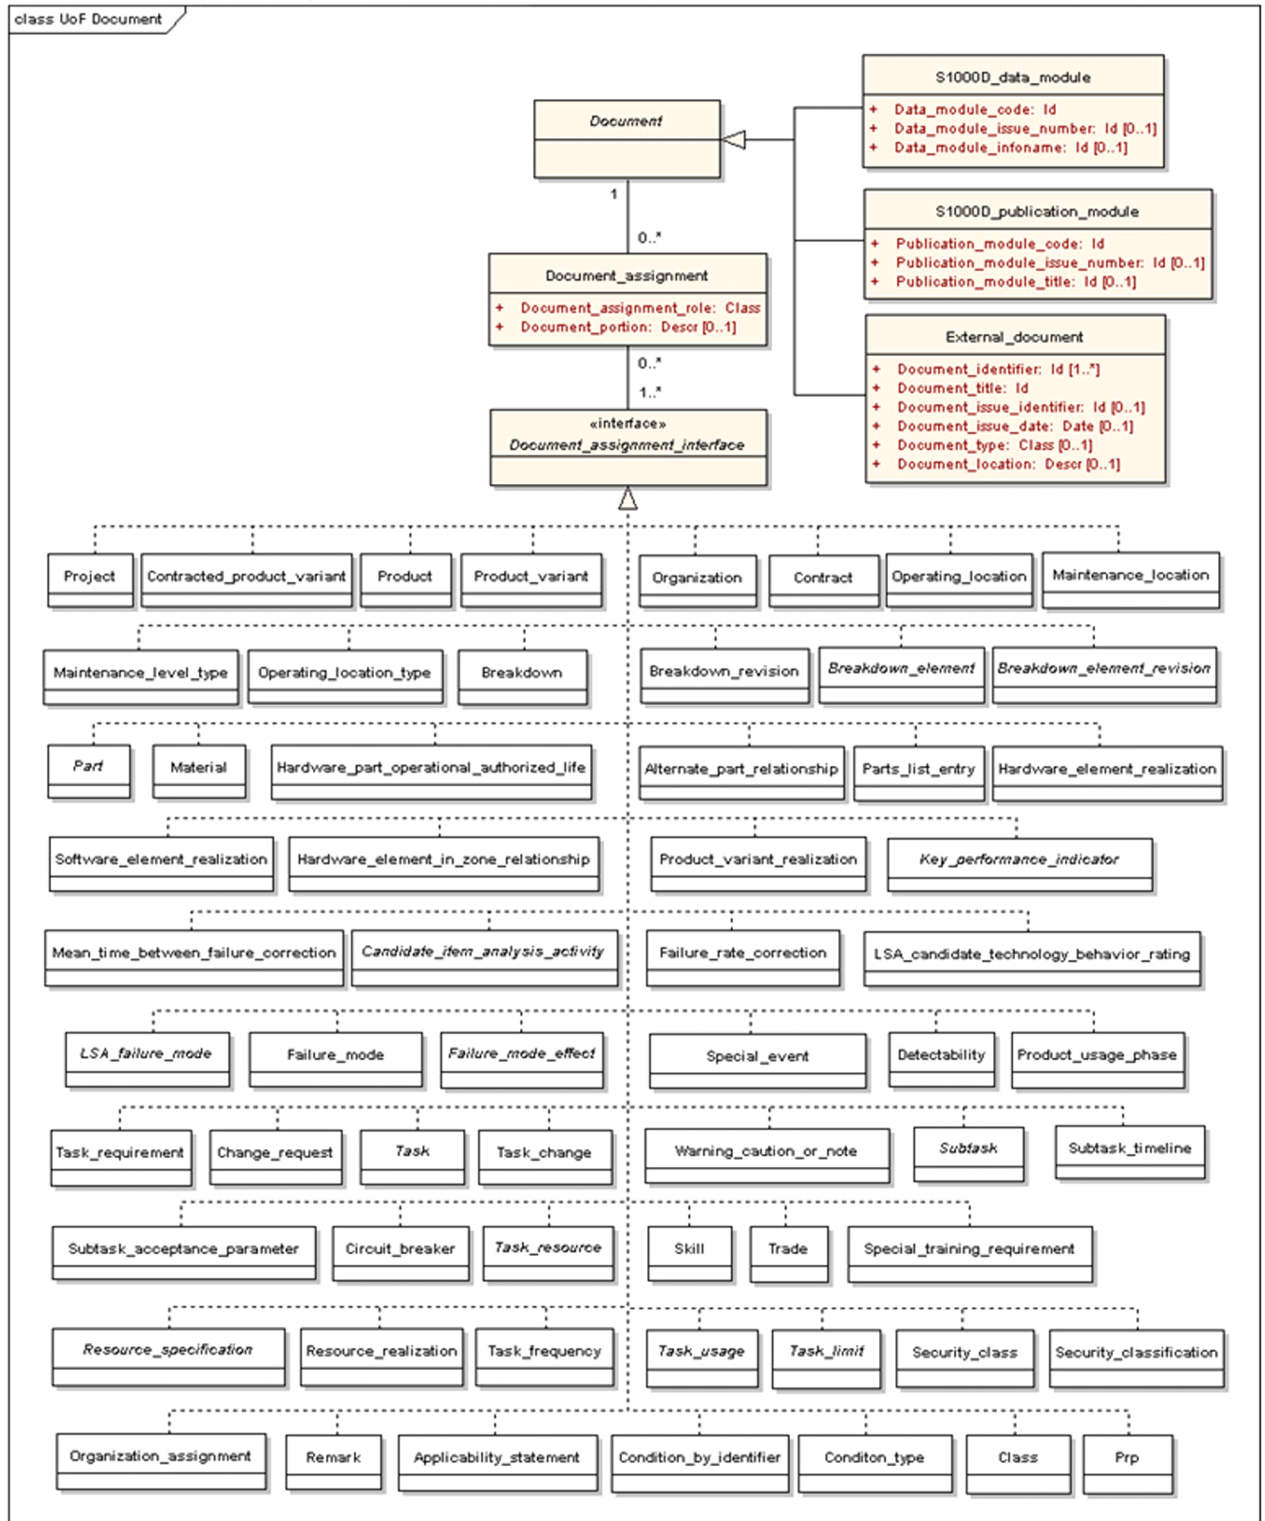 class UoF Document
S1000D_data_module
+ Data_module_code: Id
+ Data_module_issue_number: Id [0..1]
+ Data_module_infoname: Id [0..1]
Document
1
0..*
S1000D_publication_module
+ Publication_module_code: Id
+ Publication_module_issue_number: Id [0..1]
+ Publication_module_title: Id [0..1]
Document_assignment
+ Document_assignment_role: Class
+ Document_portion: Descr [0..1]
0..*
1..*
External_document
+ Document_identifier: Id [1..*]
+ Document_title: Id
+ Document_issue_identifier: Id [0..1]
+ Document_issue_date: Date [0..1]
+ Document_type: Class [0..1]
+ Document_location: Descr [0..1]
«interface»
Document_assignment_interface
Project Contracted_product_variant Product Product_variant Organization Contract Operating_location Maintenance_location
Maintenance_level_type Operating_location_type Breakdown Breakdown_revision Breakdown_element Breakdown_element_revision
Part Material Hardware_part_operational_authorized_life Alternate_part_relationship Parts_list_entry Hardware_element_realization
Software_element_realization Hardware_element_in_zone_relationship Product_variant_realization Key_performance_indicator
Mean_time_between_failure_correction Candidate_item_analysis_activity Failure_rate_correction LSA_candidate_technology_behavior_rating
LSA_failure_mode Failure_mode Failure_mode_effect Special_event Detectability Product_usage_phase
Task_requirement Change_request Task Task_change Warning_caution_or_note Subtask Subtask_timeline
Subtask_acceptance_parameter Circuit_breaker Task_resource Skill Trade Special_training_requirement
Resource_specification Resource_realization Task_frequency Task_usage Task_limit Security_class Security_classification
Organization_assignment Remark Applicability_statement Condition_by_identifier Conditon_type Class Prp